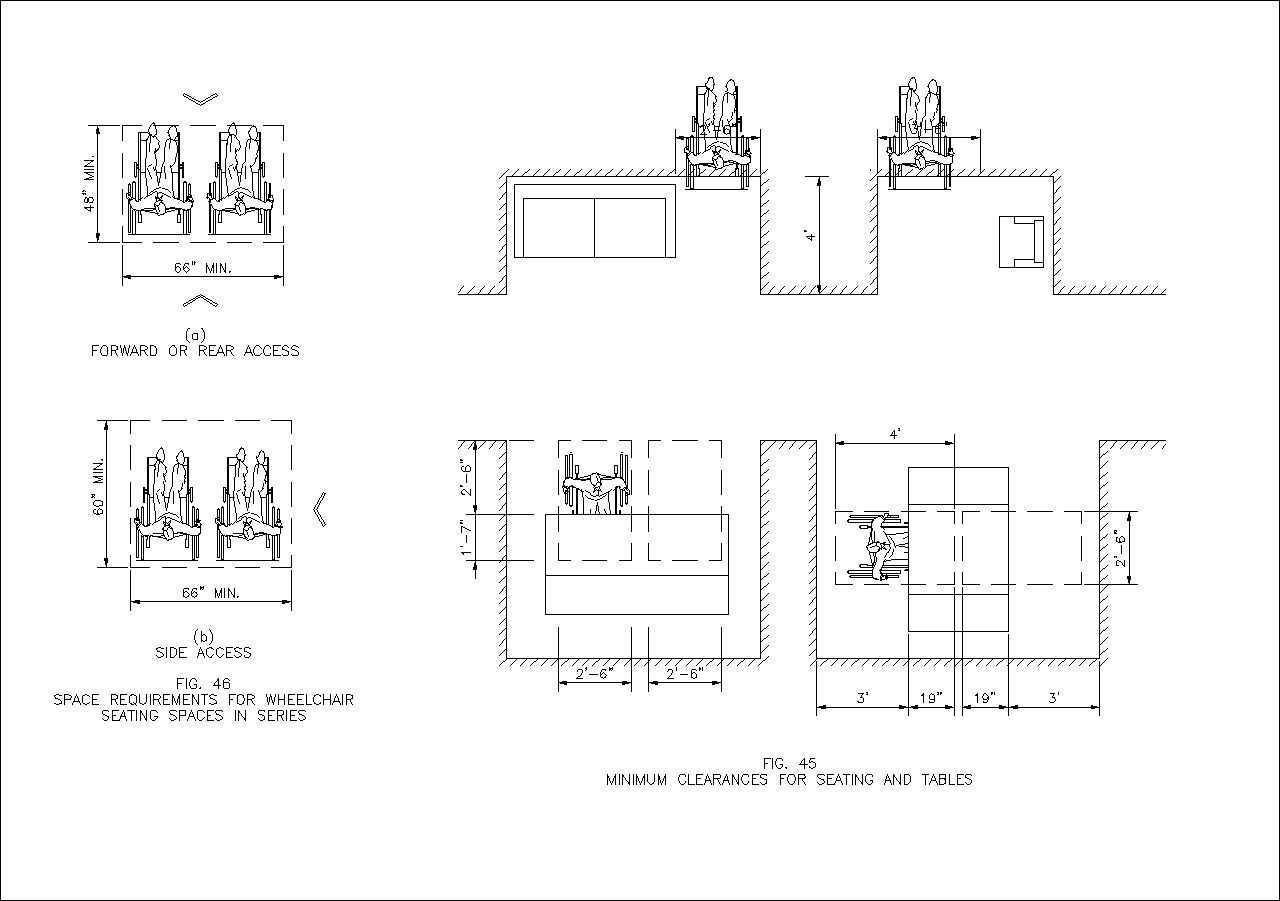 48" MIN.
66" MIN.
(a)
FORWARD OR REAR ACCESS
60" MIN.
66" MIN.
(b)
SIDE ACCESS
FIG. 46
SPACE REQUIREMENTS FOR WHEELCHAIR
SEATING SPACES IN SERIES
4'
2'-6"
1'-7"
2'-6"
2'-6"
4'
2'-6"
3'
19"
19"
3'
FIG. 45
MINIMUM CLEARANCES FOR SEATING AND TABLES